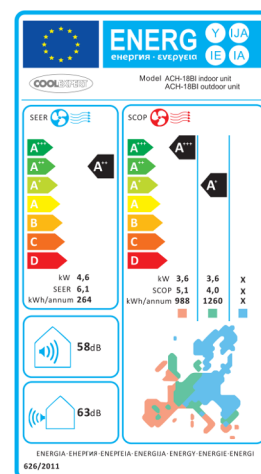 ENERG Y IJA
енергия · ενεργεια IE IA
COOLEXPERT
Model ACH-18BI indoor unit
ACH-18BI outdoor unit
SEER SCOP
A+++ A+++ A+++
A++ A++ A++
A+ A+ A+
A A
B B
C C
D D
kW 4,6 kW 3,6 3,6 X
SEER 6,1 SCOP 5,1 4,0 X
kWh/annum 264 kWh/annum 988 1260 X
58dB
63dB
ENERGIA·ЕНЕРГИЯ·ΕΝΕΡΓΕΙΑ·ENERGIJA·ENERGY·ENERGIE·ENERGI
626/2011